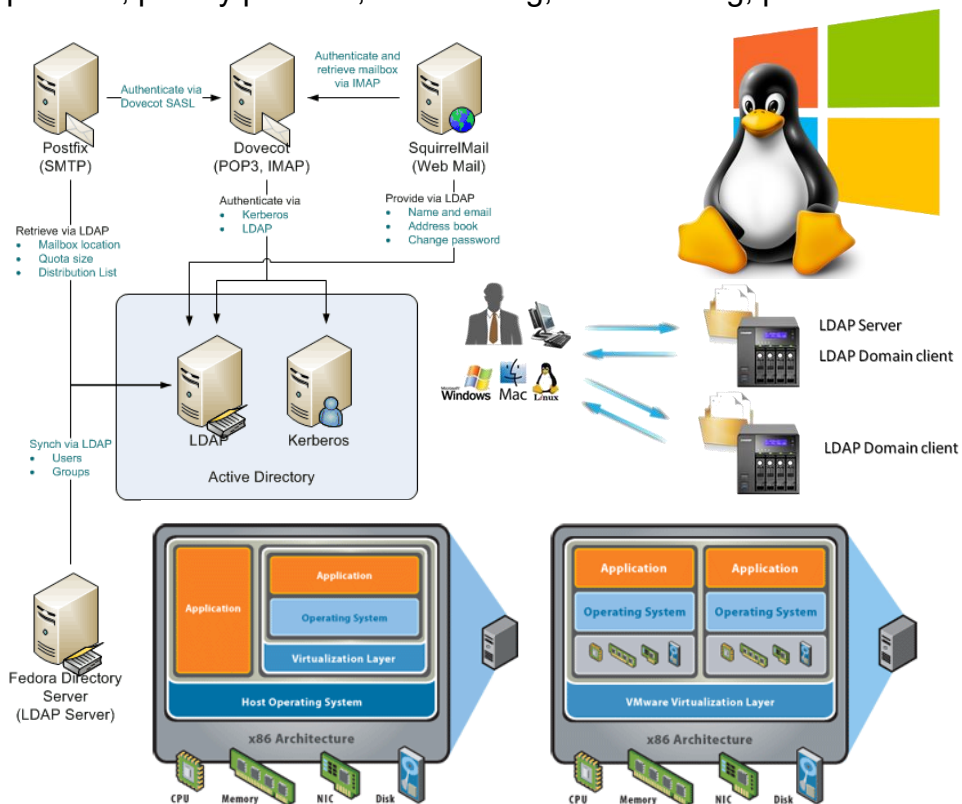 Authenticate via
Dovecot SASL
Authenticate and
retrieve mailbox
via IMAP
Postfix
(SMTP)
Dovecot
(POP3, IMAP)
SquirrelMail
(Web Mail)
Retrieve via LDAP
• Mailbox location
• Quota size
• Distribution List
Authenticate via
• Kerberos
• LDAP
Provide via LDAP
• Name and email
• Address book
• Change password
LDAP
Kerberos
Active Directory
Synch via LDAP
• Users
• Groups
Fedora Directory
Server
(LDAP Server)
Microsoft
Windows
Mac
Linux
LDAP Server
LDAP Domain client
LDAP Domain client
Application
Application
Operating System
Virtualization Layer
Host Operating System
x86 Architecture
CPU
Memory
NIC
Disk
Application
Application
Operating System
Operating System
VMware Virtualization Layer
x86 Architecture
CPU
Memory
NIC
Disk